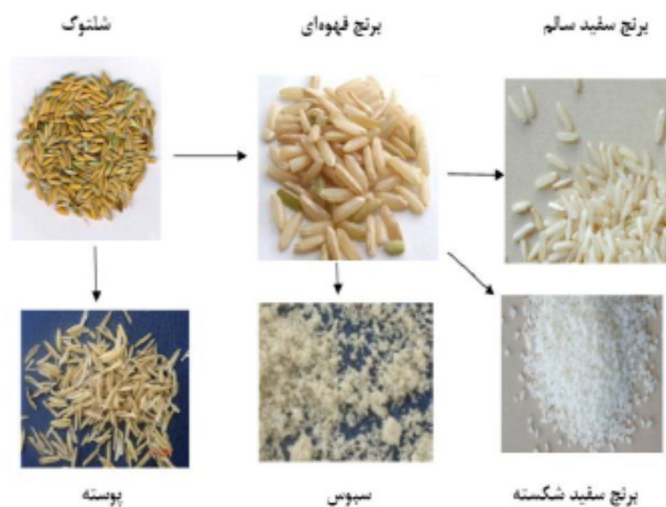 شلتوک
برنج قهوه‌ای
برنج سفید سالم
پوسته
سبوس
برنج سفید شکسته